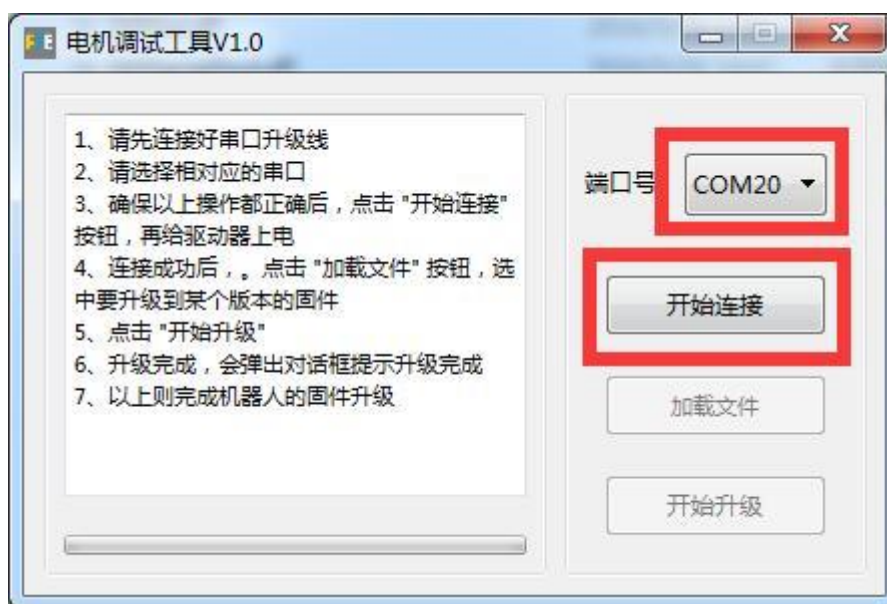 电机调试工具V1.0
1、请先连接好串口升级线
2、请选择相对应的串口
3、确保以上操作都正确后，点击 "开始连接"
按钮，再给驱动器上电
4、连接成功后，。点击 "加载文件" 按钮，选
中要升级到某个版本的固件
5、点击 "开始升级"
6、升级完成，会弹出对话框提示升级完成
7、以上则完成机器人的固件升级
端口号 COM20
开始连接
加载文件
开始升级